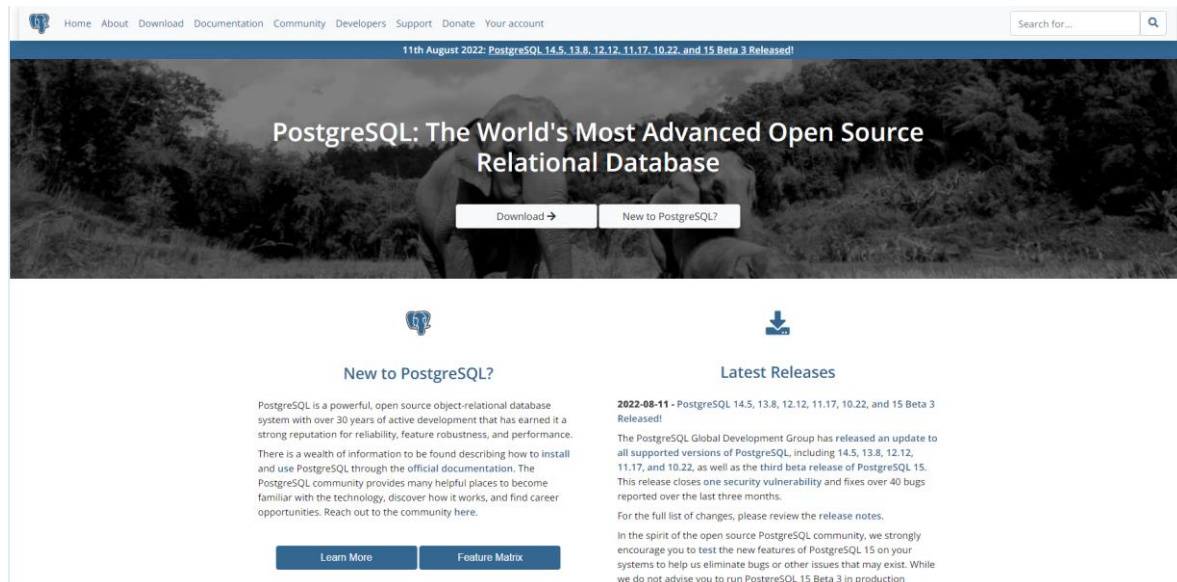 Home About Download Documentation Community Developers Support Donate Your account
Search for...
11th August 2022: PostgreSQL 14.5, 13.8, 12.12, 11.17, 10.22, and 15 Beta 3 Released!
PostgreSQL: The World's Most Advanced Open Source
Relational Database
Download →
New to PostgreSQL?
New to PostgreSQL?
PostgreSQL is a powerful, open source object-relational database
system with over 30 years of active development that has earned it a
strong reputation for reliability, feature robustness, and performance.
There is a wealth of information to be found describing how to install
and use PostgreSQL through the official documentation. The
PostgreSQL community provides many helpful places to become
familiar with the technology, discover how it works, and find career
opportunities. Reach out to the community here.
Learn More
Feature Matrix
Latest Releases
2022-08-11 - PostgreSQL 14.5, 13.8, 12.12, 11.17, 10.22, and 15 Beta 3
Released!
The PostgreSQL Global Development Group has released an update to
all supported versions of PostgreSQL, including 14.5, 13.8, 12.12,
11.17, and 10.22, as well as the third beta release of PostgreSQL 15.
This release closes one security vulnerability and fixes over 40 bugs
reported over the last three months.
For the full list of changes, please review the release notes.
In the spirit of the open source PostgreSQL community, we strongly
encourage you to test the new features of PostgreSQL 15 on your
systems to help us eliminate bugs or other issues that may exist. While
we do not advise you to run PostgreSQL 15 Beta 3 in production